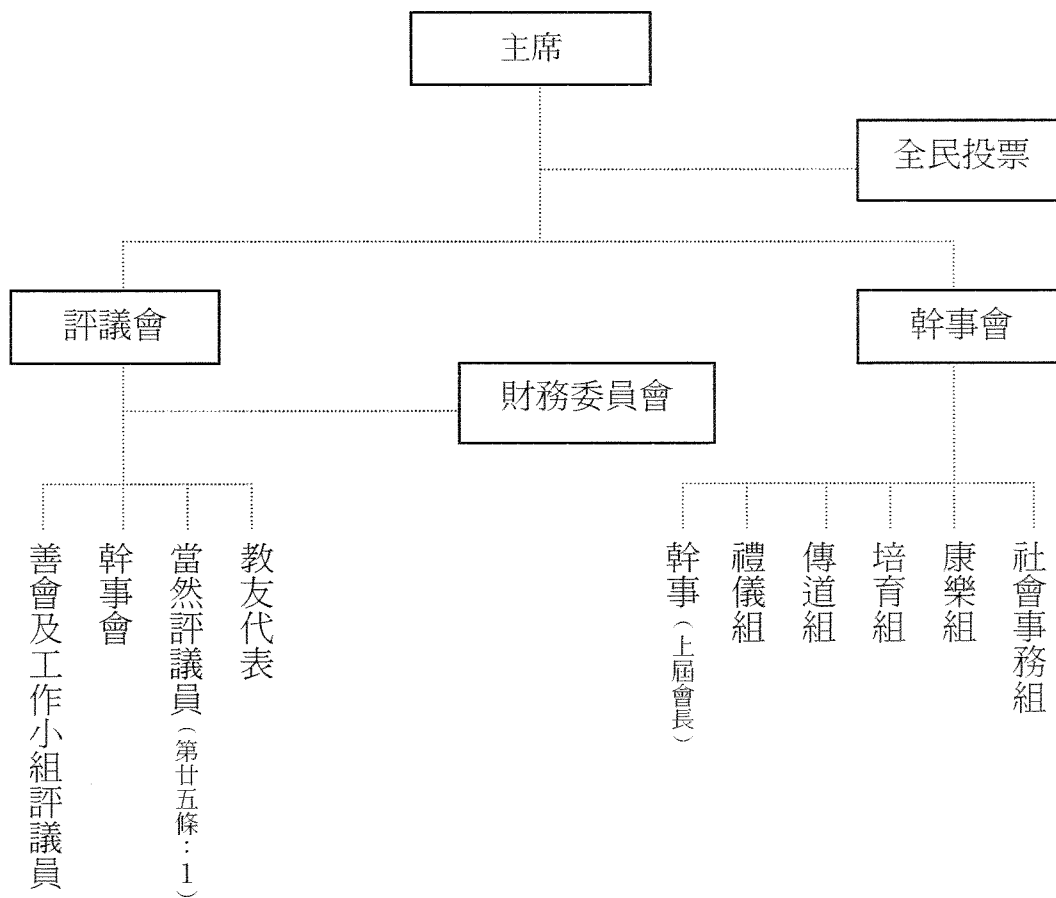 主席
全民投票
評議會
幹事會
財務委員會
善會及工作小組評議員
幹事會
當然評議員（第廿五條：1）
教友代表
幹事（上屆會長）
禮儀組
傳道組
培育組
康樂組
社會事務組